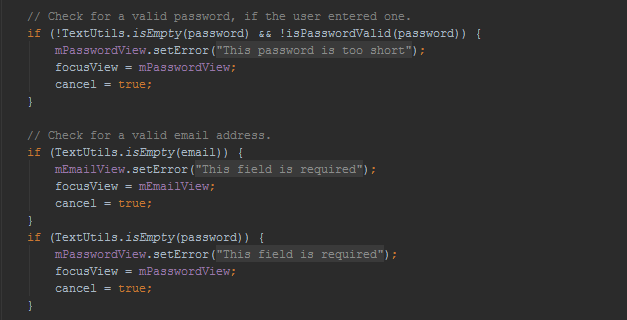 // Check for a valid password, if the user entered one.
if (!TextUtils.isEmpty(password) && !isPasswordValid(password)) {
mPasswordView.setError("This password is too short");
focusView = mPasswordView;
cancel = true;
}
// Check for a valid email address.
if (TextUtils.isEmpty(email)) {
mEmailView.setError("This field is required");
focusView = mEmailView;
cancel = true;
}
if (TextUtils.isEmpty(password)) {
mPasswordView.setError("This field is required");
focusView = mPasswordView;
cancel = true;
}